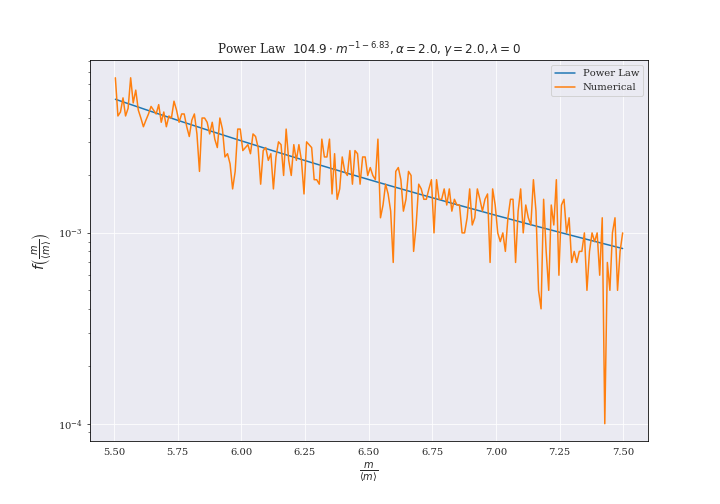 Power Law 104.9 · m^{-1-6.83}, α = 2.0, γ = 2.0, λ = 0
Power Law
Numerical
f(m/⟨m⟩)
10^{-3}
10^{-4}
5.50 5.75 6.00 6.25 6.50 6.75 7.00 7.25 7.50
m/⟨m⟩